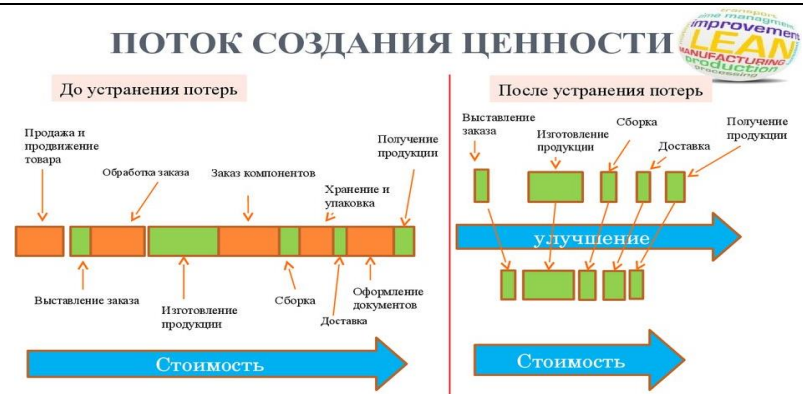 ПОТОК СОЗДАНИЯ ЦЕННОСТИ
improvement
LEAN
MANUFACTURING
production
processing
До устранения потерь
После устранения потерь
Продажа и
продвижение
товара
Обработка заказа
Заказ компонентов
Хранение и
упаковка
Получение
продукции
Выставление заказа
Изготовление
продукции
Сборка
Доставка
Оформление
документов
Стоимость
Выставление
заказа
Изготовление
продукции
Сборка
Доставка
Получение
продукции
улучшение
Стоимость